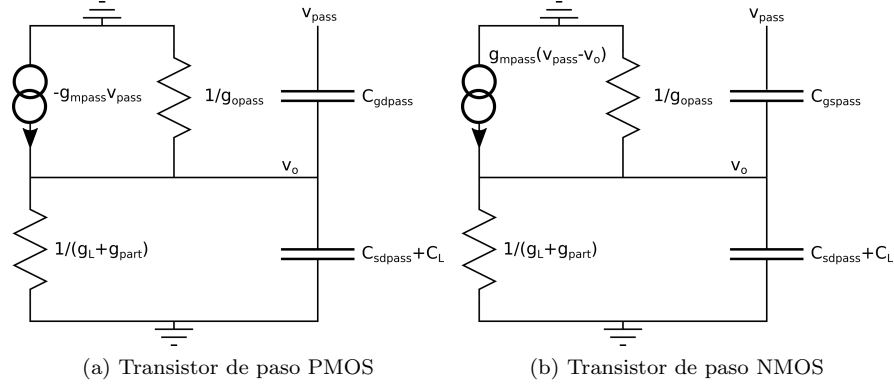 v_pass
-g_mpass v_pass
1/g_opass
C_gdpass
v_o
1/(g_L+g_part)
C_sdpass+C_L
(a) Transistor de paso PMOS
v_pass
g_mpass(v_pass-v_o)
1/g_opass
C_gspass
v_o
1/(g_L+g_part)
C_sdpass+C_L
(b) Transistor de paso NMOS